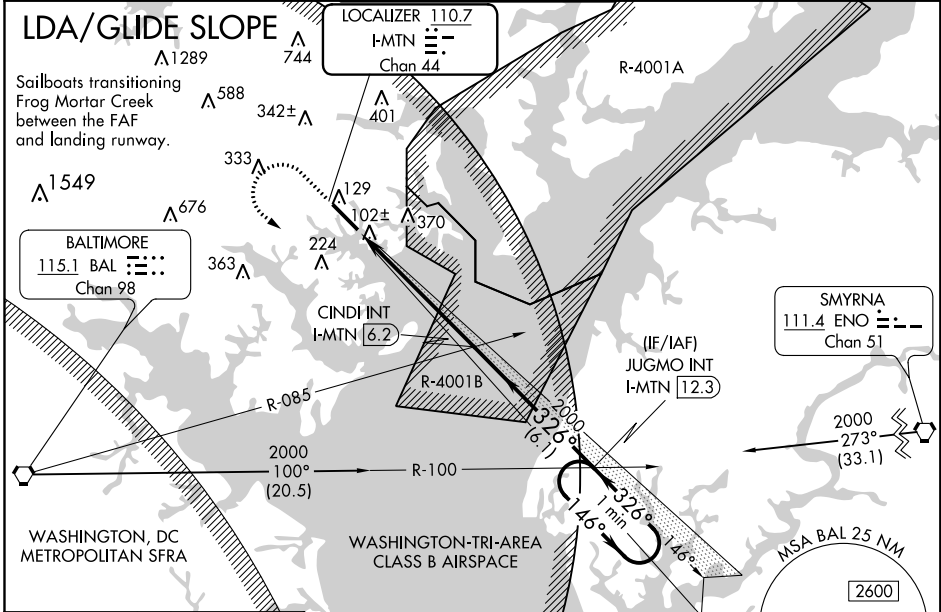 LDA/GLIDE SLOPE
LOCALIZER 110.7
I-MTN
Chan 44
1289
744
R-4001A
Sailboats transitioning
Frog Mortar Creek
between the FAF
and landing runway.
588
342±
401
333
1549
129
676
102±
370
BALTIMORE
115.1 BAL
Chan 98
224
363
CINDI INT
I-MTN 6.2
SMYRNA
111.4 ENO
Chan 51
(IF/IAF)
JUGMO INT
I-MTN 12.3
R-4001B
R-085
2000
326°
(6.1)
2000
273°
(33.1)
2000
100°
(20.5)
R-100
326°
1 min
146°
146°
WASHINGTON, DC
METROPOLITAN SFRA
WASHINGTON-TRI-AREA
CLASS B AIRSPACE
MSA BAL 25 NM
2600